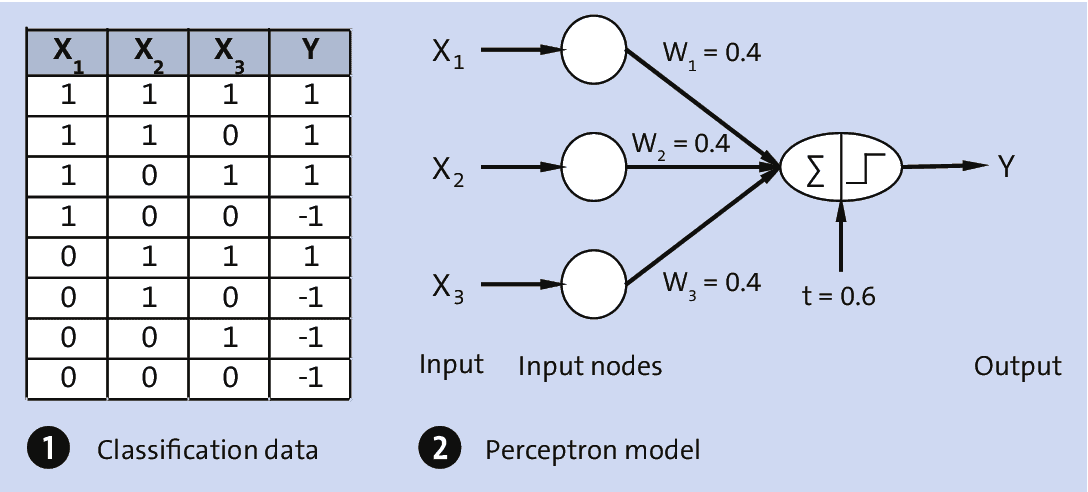 X1 X2 X3 Y
1 1 1 1
1 1 0 1
1 0 1 1
1 0 0 -1
0 1 1 1
0 1 0 -1
0 0 1 -1
0 0 0 -1
1 Classification data
X1
W1 = 0.4
X2
W2 = 0.4
∑
Y
X3
W3 = 0.4
t = 0.6
Input
Input nodes
Output
2 Perceptron model